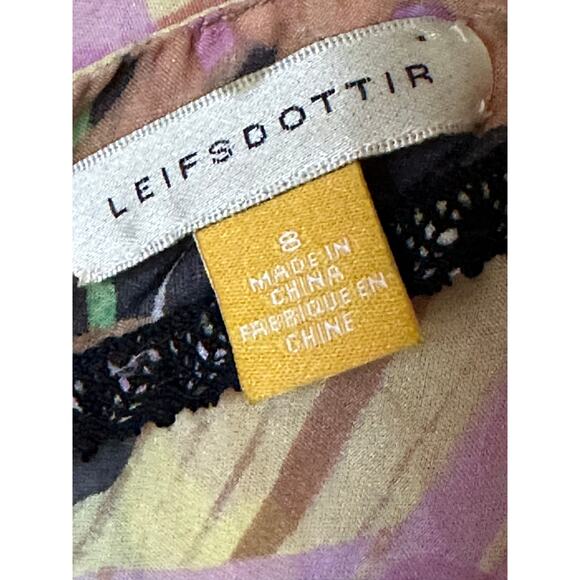 LEIFSDOTTIR
8
MADE IN
CHINA
FABRIQUE EN
CHINE